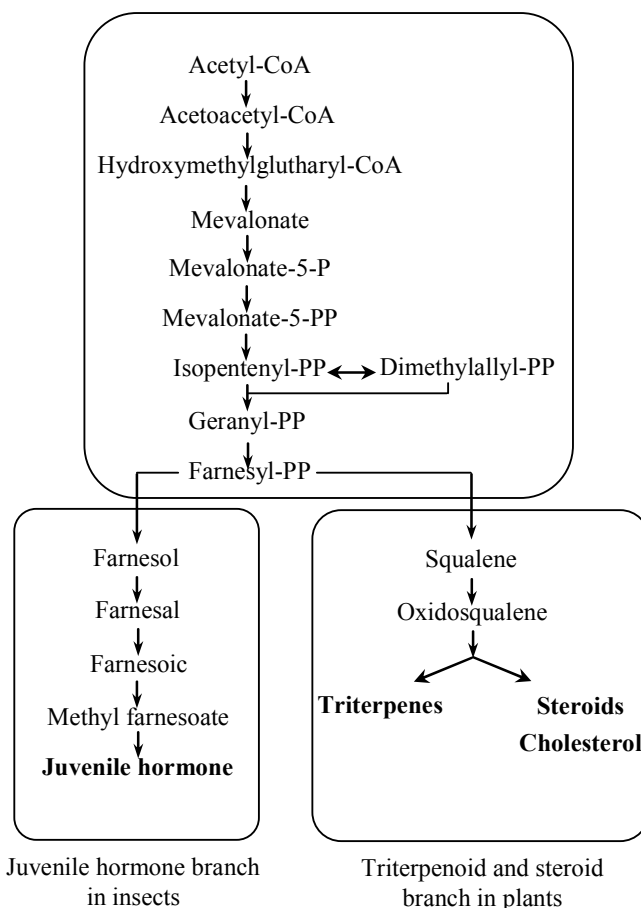 Acetyl-CoA
Acetoacetyl-CoA
Hydroxymethylglutharyl-CoA
Mevalonate
Mevalonate-5-P
Mevalonate-5-PP
Isopentenyl-PP Dimethylallyl-PP
Geranyl-PP
Farnesyl-PP
Farnesol
Farnesal
Farnesoic
Methyl farnesoate
Juvenile hormone
Squalene
Oxidosqualene
Triterpenes Steroids
Cholesterol
Juvenile hormone branch
in insects
Triterpenoid and steroid
branch in plants